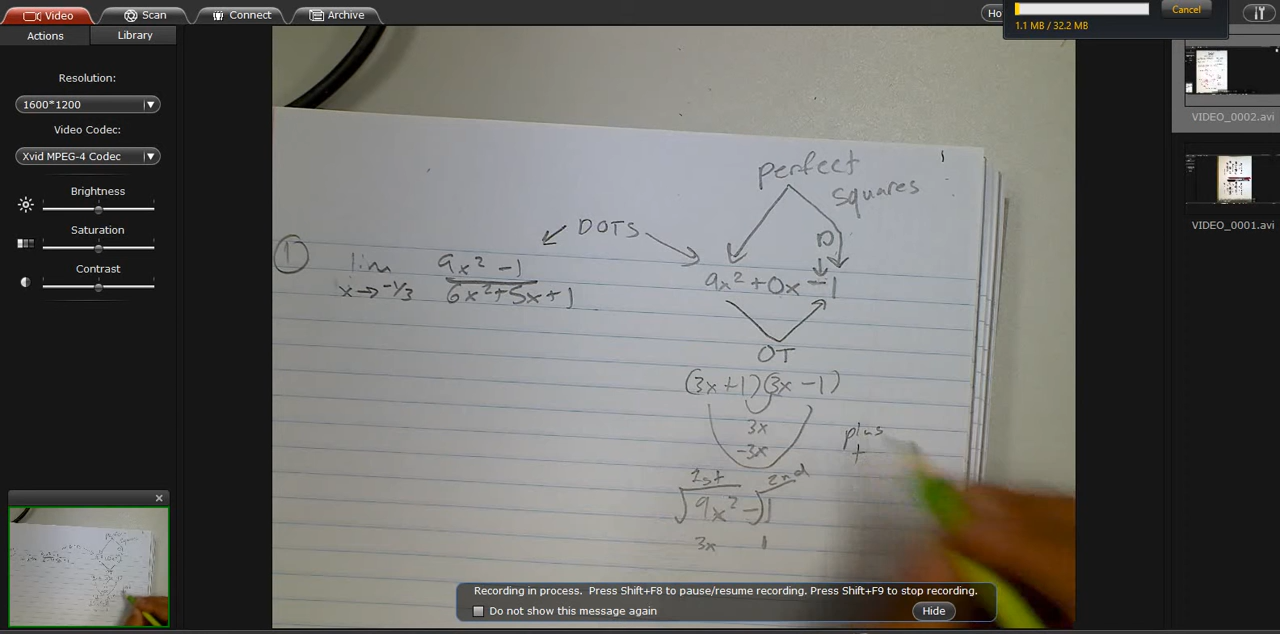 Video
Scan
Connect
Archive
Ho
Cancel
1.1 MB / 32.2 MB
Actions
Library
Resolution:
1600*1200
Video Codec:
Xvid MPEG-4 Codec
Brightness
Saturation
Contrast
VIDEO_0002.avi
VIDEO_0001.avi
perfect
squares
DOTS
D
① lim 9x² -1
x→-1/3 6x²+5x+1
9x²+0x-1
OT
(3x+1)(3x-1)
3x
-3x
plus
+
1st 2nd
√9x² -√1
3x 1
Recording in process. Press Shift+F8 to pause/resume recording. Press Shift+F9 to stop recording.
Do not show this message again
Hide